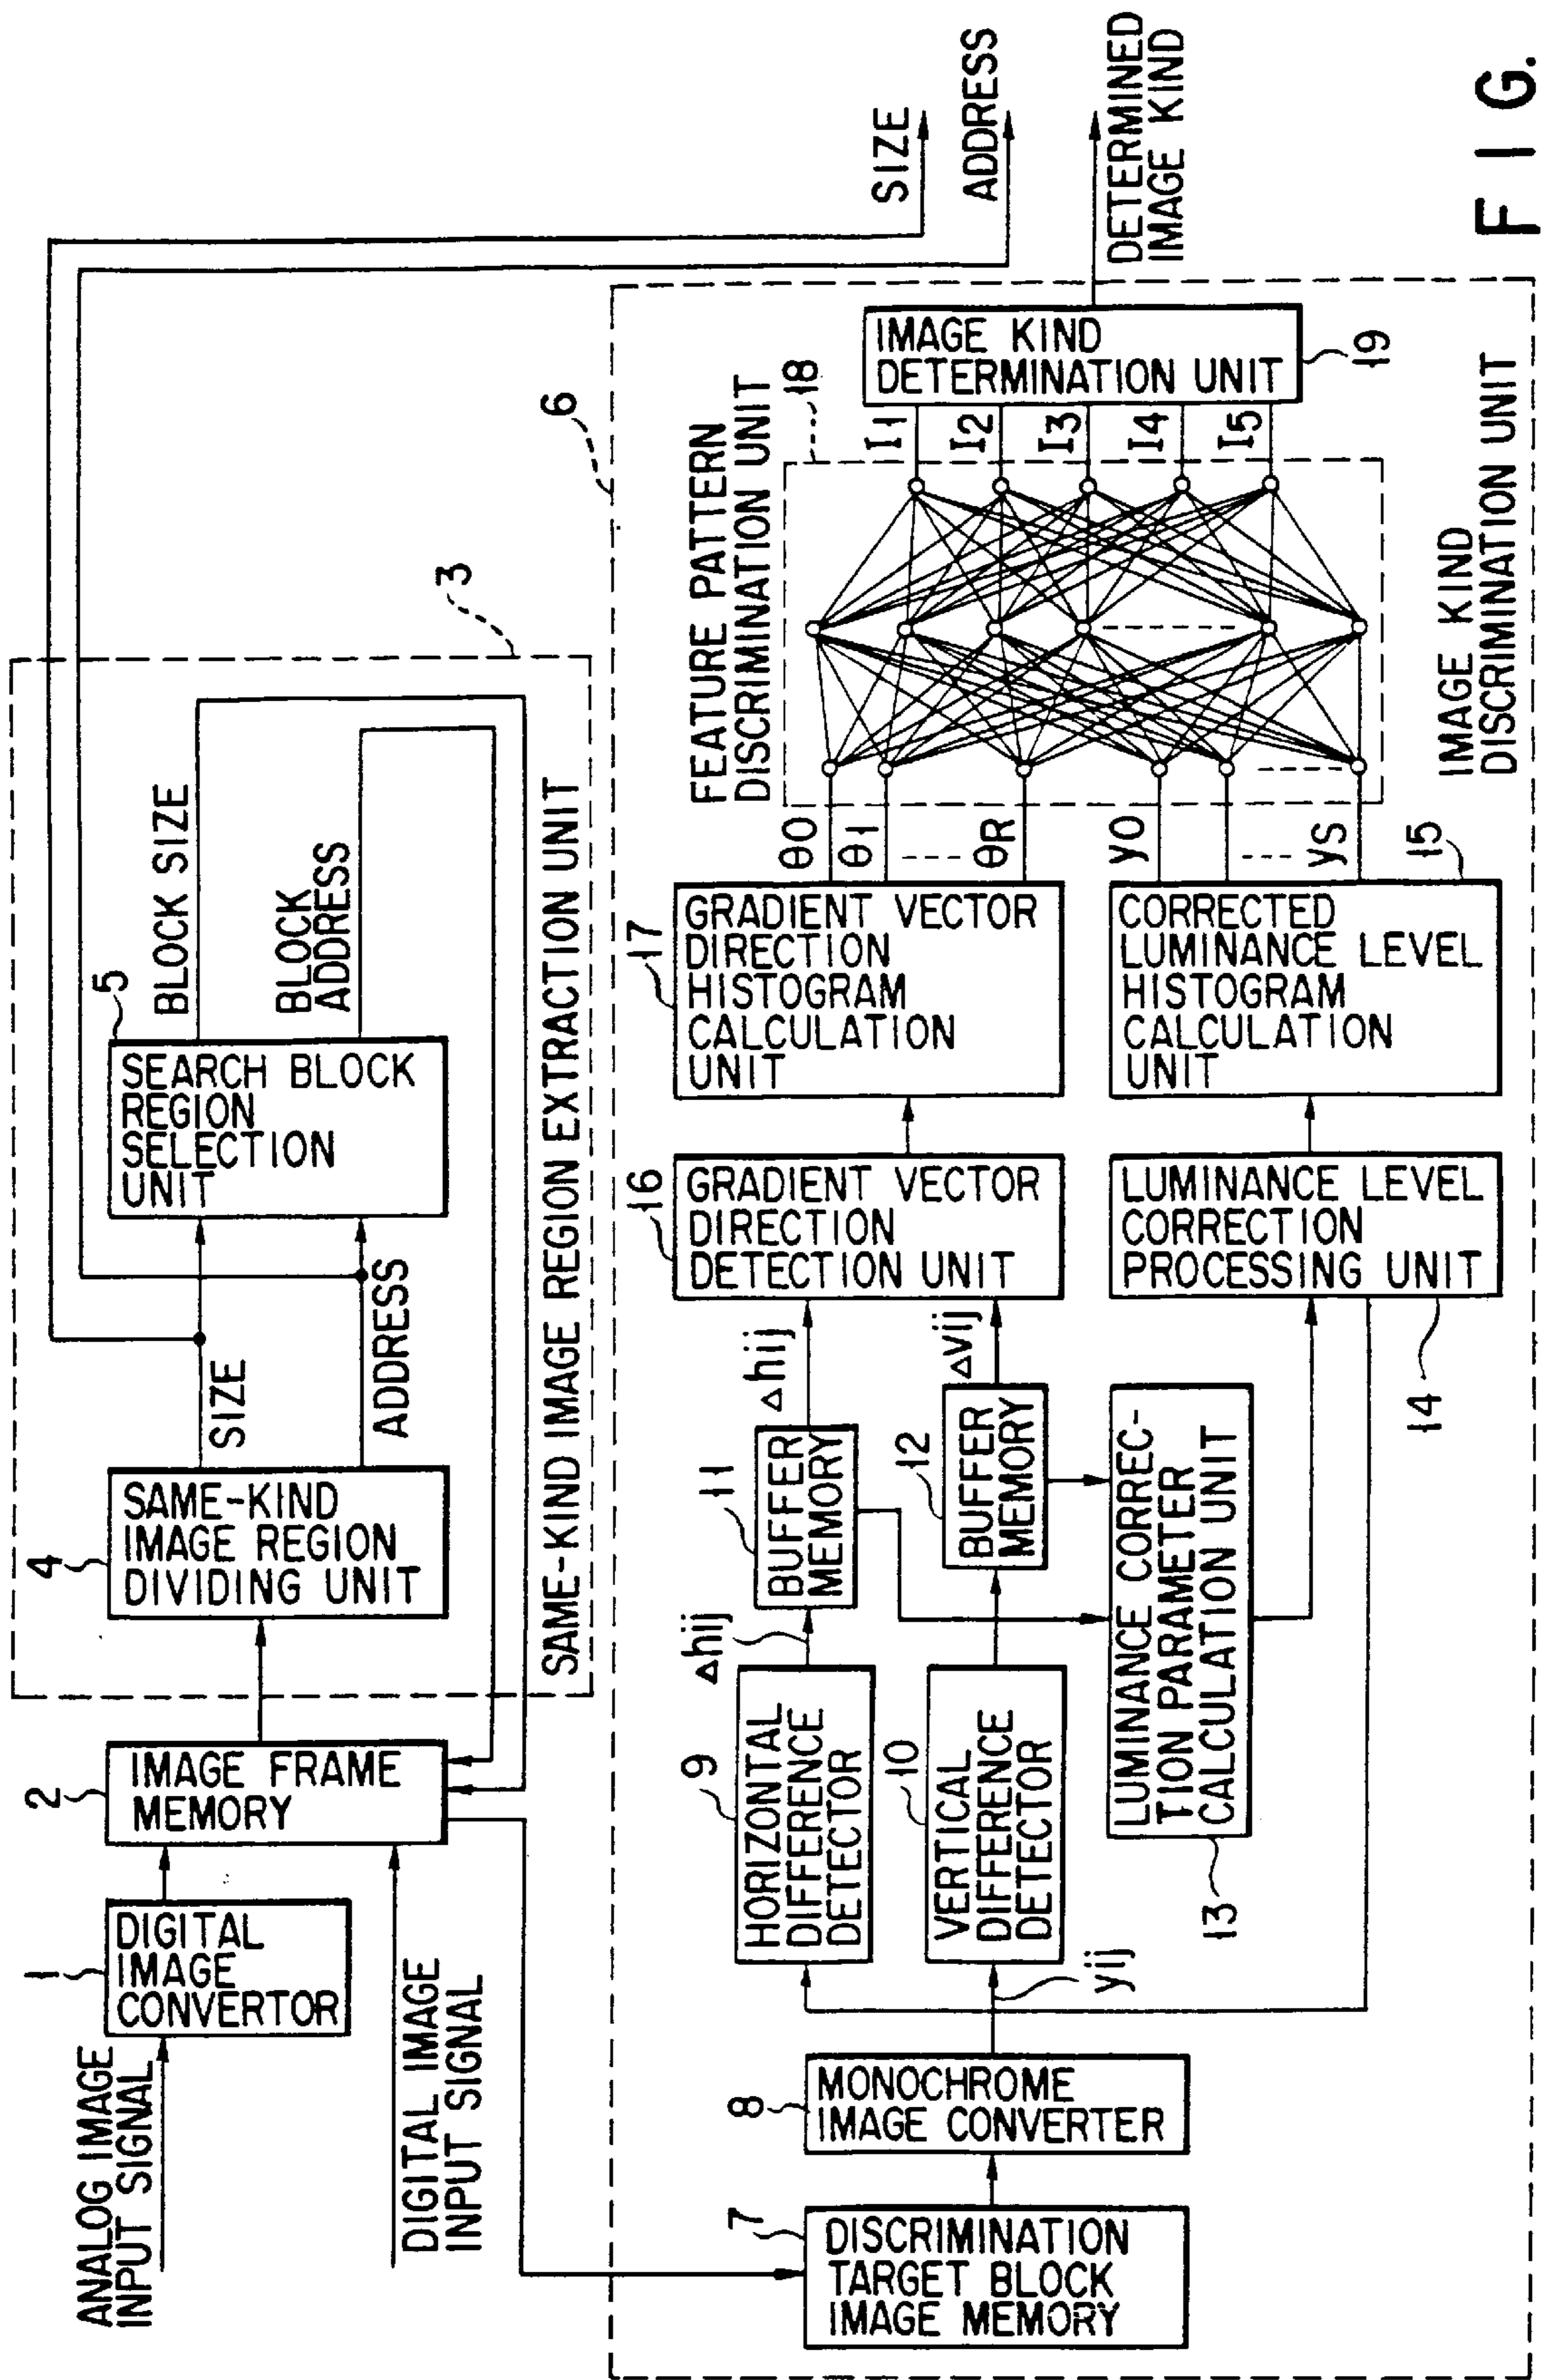 ANALOG IMAGE
INPUT SIGNAL
1
DIGITAL
IMAGE
CONVERTOR
DIGITAL IMAGE
INPUT SIGNAL
2
IMAGE FRAME
MEMORY
4
SAME-KIND
IMAGE REGION
DIVIDING UNIT
SIZE
ADDRESS
5
SEARCH BLOCK
REGION
SELECTION
UNIT
BLOCK SIZE
BLOCK
ADDRESS
3
SAME-KIND IMAGE REGION EXTRACTION UNIT
SIZE
ADDRESS
DETERMINED
IMAGE KIND
6
7
DISCRIMINATION
TARGET BLOCK
IMAGE MEMORY
8
MONOCHROME
IMAGE CONVERTER
yij
9
HORIZONTAL
DIFFERENCE
DETECTOR
10
VERTICAL
DIFFERENCE
DETECTOR
Δhij
11
BUFFER
MEMORY
12
BUFFER
MEMORY
Δhij
Δvij
13
LUMINANCE CORREC-
TION PARAMETER
CALCULATION UNIT
16
GRADIENT VECTOR
DIRECTION
DETECTION UNIT
LUMINANCE LEVEL
CORRECTION
PROCESSING UNIT
14
17
GRADIENT VECTOR
DIRECTION
HISTOGRAM
CALCULATION
UNIT
CORRECTED
LUMINANCE LEVEL
HISTOGRAM
CALCULATION
UNIT
15
θ0
θ1
θR
y0
yS
FEATURE PATTERN
DISCRIMINATION UNIT
18
I1
I2
I3
I4
I5
IMAGE KIND
DETERMINATION UNIT
19
IMAGE KIND
DISCRIMINATION UNIT
FIG.